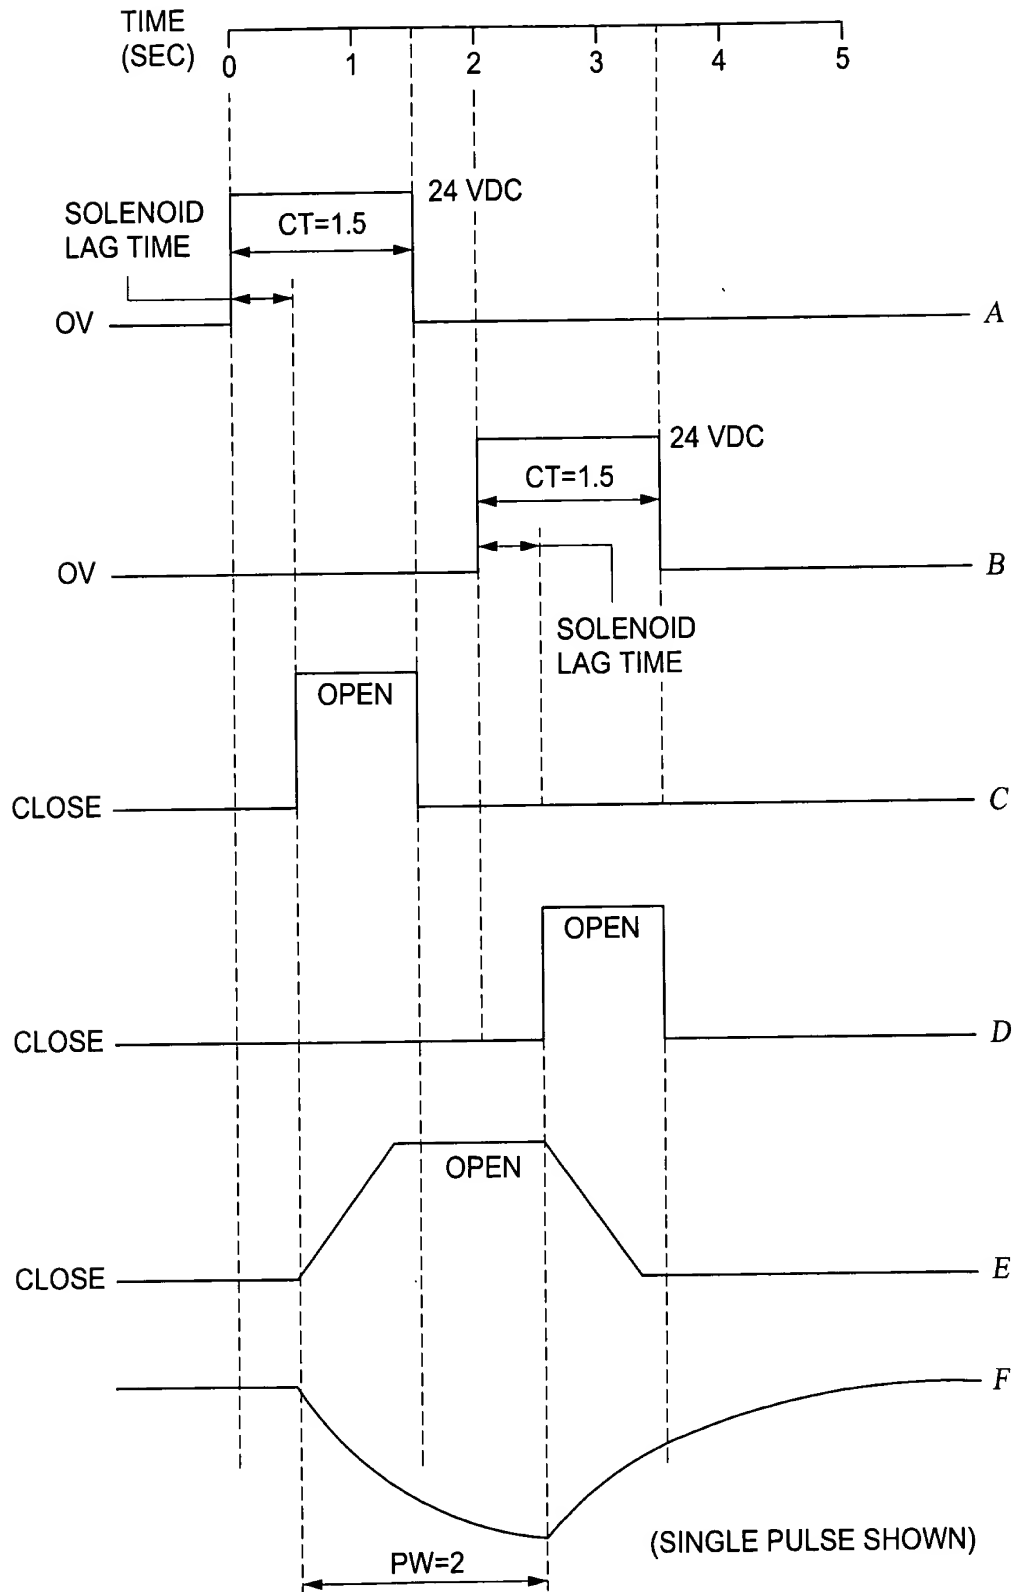 TIME
(SEC)
0 1 2 3 4 5
24 VDC
SOLENOID
LAG TIME
CT=1.5
OV
A
24 VDC
CT=1.5
OV
B
SOLENOID
LAG TIME
OPEN
CLOSE
C
OPEN
CLOSE
D
OPEN
CLOSE
E
F
(SINGLE PULSE SHOWN)
PW=2